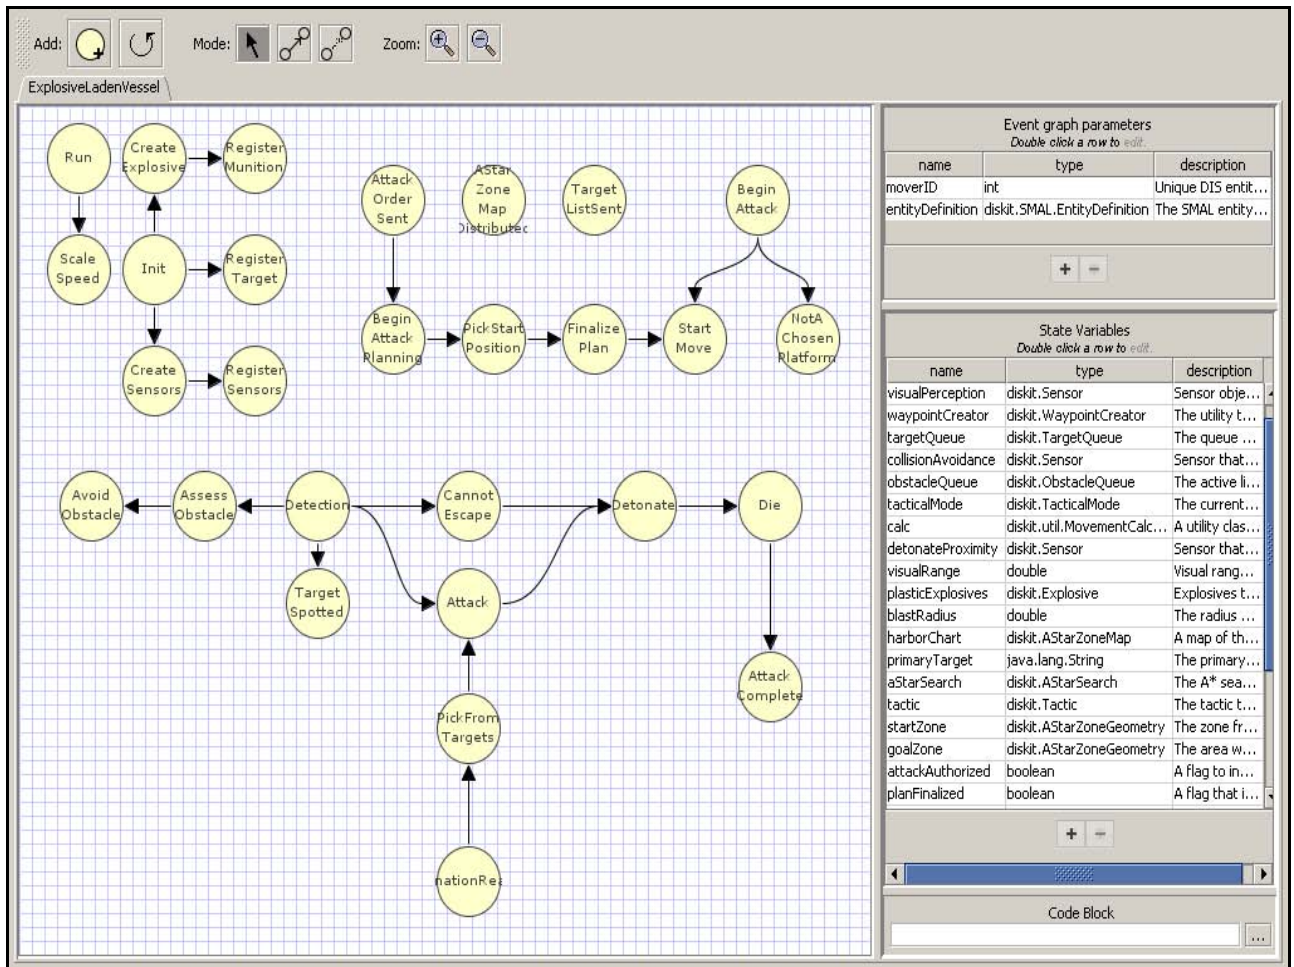 Add:
Mode:
Zoom:
ExplosiveLadenVessel
Run
Create
Explosive
Register
Munition
Scale
Speed
Init
Register
Target
Create
Sensors
Register
Sensors
Attack
Order
Sent
AStar
Zone
Map
Distributed
Target
ListSent
Begin
Attack
Begin
Attack
Planning
PickStart
Position
Finalize
Plan
Start
Move
NotA
Chosen
Platform
Avoid
Obstacle
Assess
Obstacle
Detection
Cannot
Escape
Detonate
Die
Target
Spotted
Attack
Attack
Complete
PickFrom
Targets
nationRea
Event graph parameters
Double click a row to edit.
name type description
moverID int Unique DIS entit...
entityDefinition diskit.SMAL.EntityDefinition The SMAL entity...
+ −
State Variables
Double click a row to edit.
name type description
visualPerception diskit.Sensor Sensor obje...
waypointCreator diskit.WaypointCreator The utility t...
targetQueue diskit.TargetQueue The queue ...
collisionAvoidance diskit.Sensor Sensor that...
obstacleQueue diskit.ObstacleQueue The active li...
tacticalMode diskit.TacticalMode The current...
calc diskit.util.MovementCalc... A utility clas...
detonateProximity diskit.Sensor Sensor that...
visualRange double Visual rang...
plasticExplosives diskit.Explosive Explosives t...
blastRadius double The radius ...
harborChart diskit.AStarZoneMap A map of th...
primaryTarget java.lang.String The primary...
aStarSearch diskit.AStarSearch The A* sea...
tactic diskit.Tactic The tactic t...
startZone diskit.AStarZoneGeometry The zone fr...
goalZone diskit.AStarZoneGeometry The area w...
attackAuthorized boolean A flag to in...
planFinalized boolean A flag that i...
+ −
Code Block
...